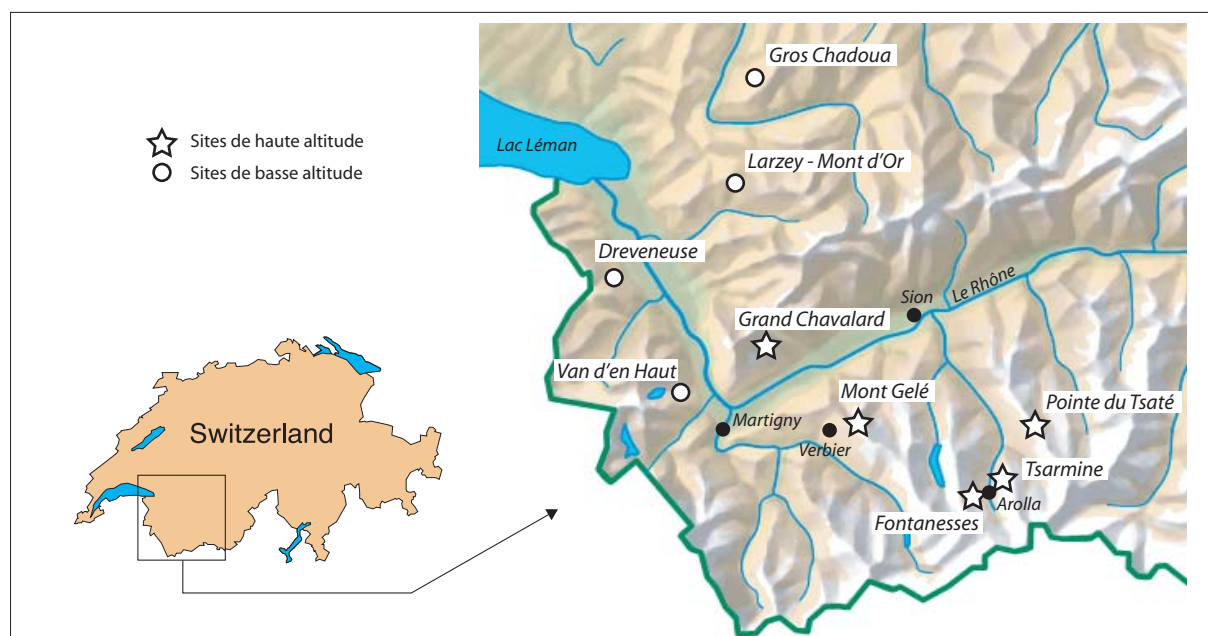 Sites de haute altitude
Sites de basse altitude
Switzerland
Gros Chadoua
Lac Léman
Larzey - Mont d'Or
Dreveneuse
Sion
Le Rhône
Grand Chavalard
Van d'en Haut
Mont Gelé
Pointe du Tsaté
Martigny
Verbier
Tsarmine
Arolla
Fontanesses